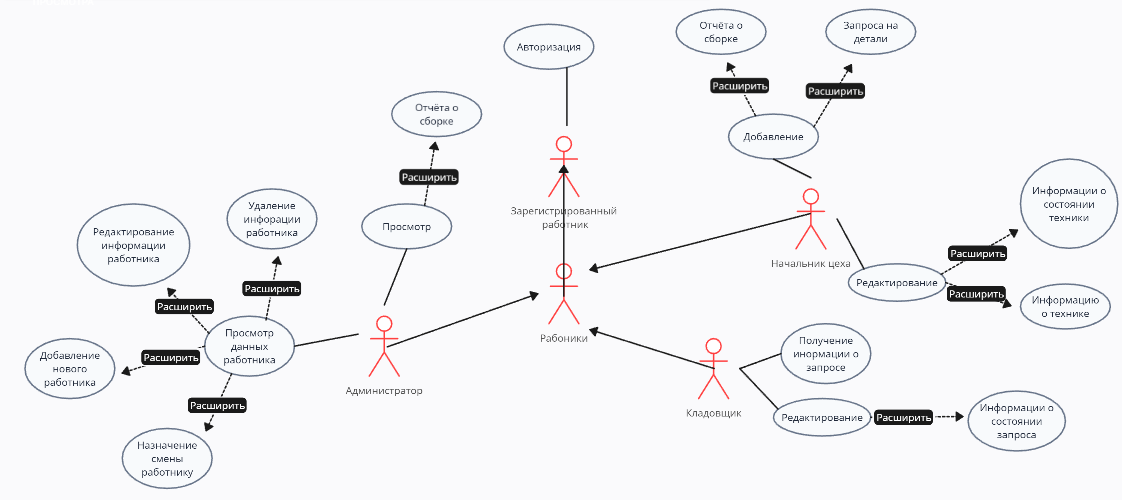 Отчёта о
сборке
Запроса на
детали
Авторизация
Расширить
Расширить
Отчёта о
сборке
Добавление
Расширить
Зарегистрированный
работник
Удаление
инфорации
работника
Просмотр
Редактирование
информации
работника
Информации о
состоянии
техники
Расширить
Начальник цеха
Редактирование
Расширить
Расширить
Расширить
Информацию
о технике
Рабоники
Просмотр
данных
работника
Расширить
Добавление
нового
работника
Получение
инормации о
запросе
Администратор
Кладовщик
Расширить
Редактирование
Расширить
Информации о
состоянии
запроса
Назначение
смены
работнику